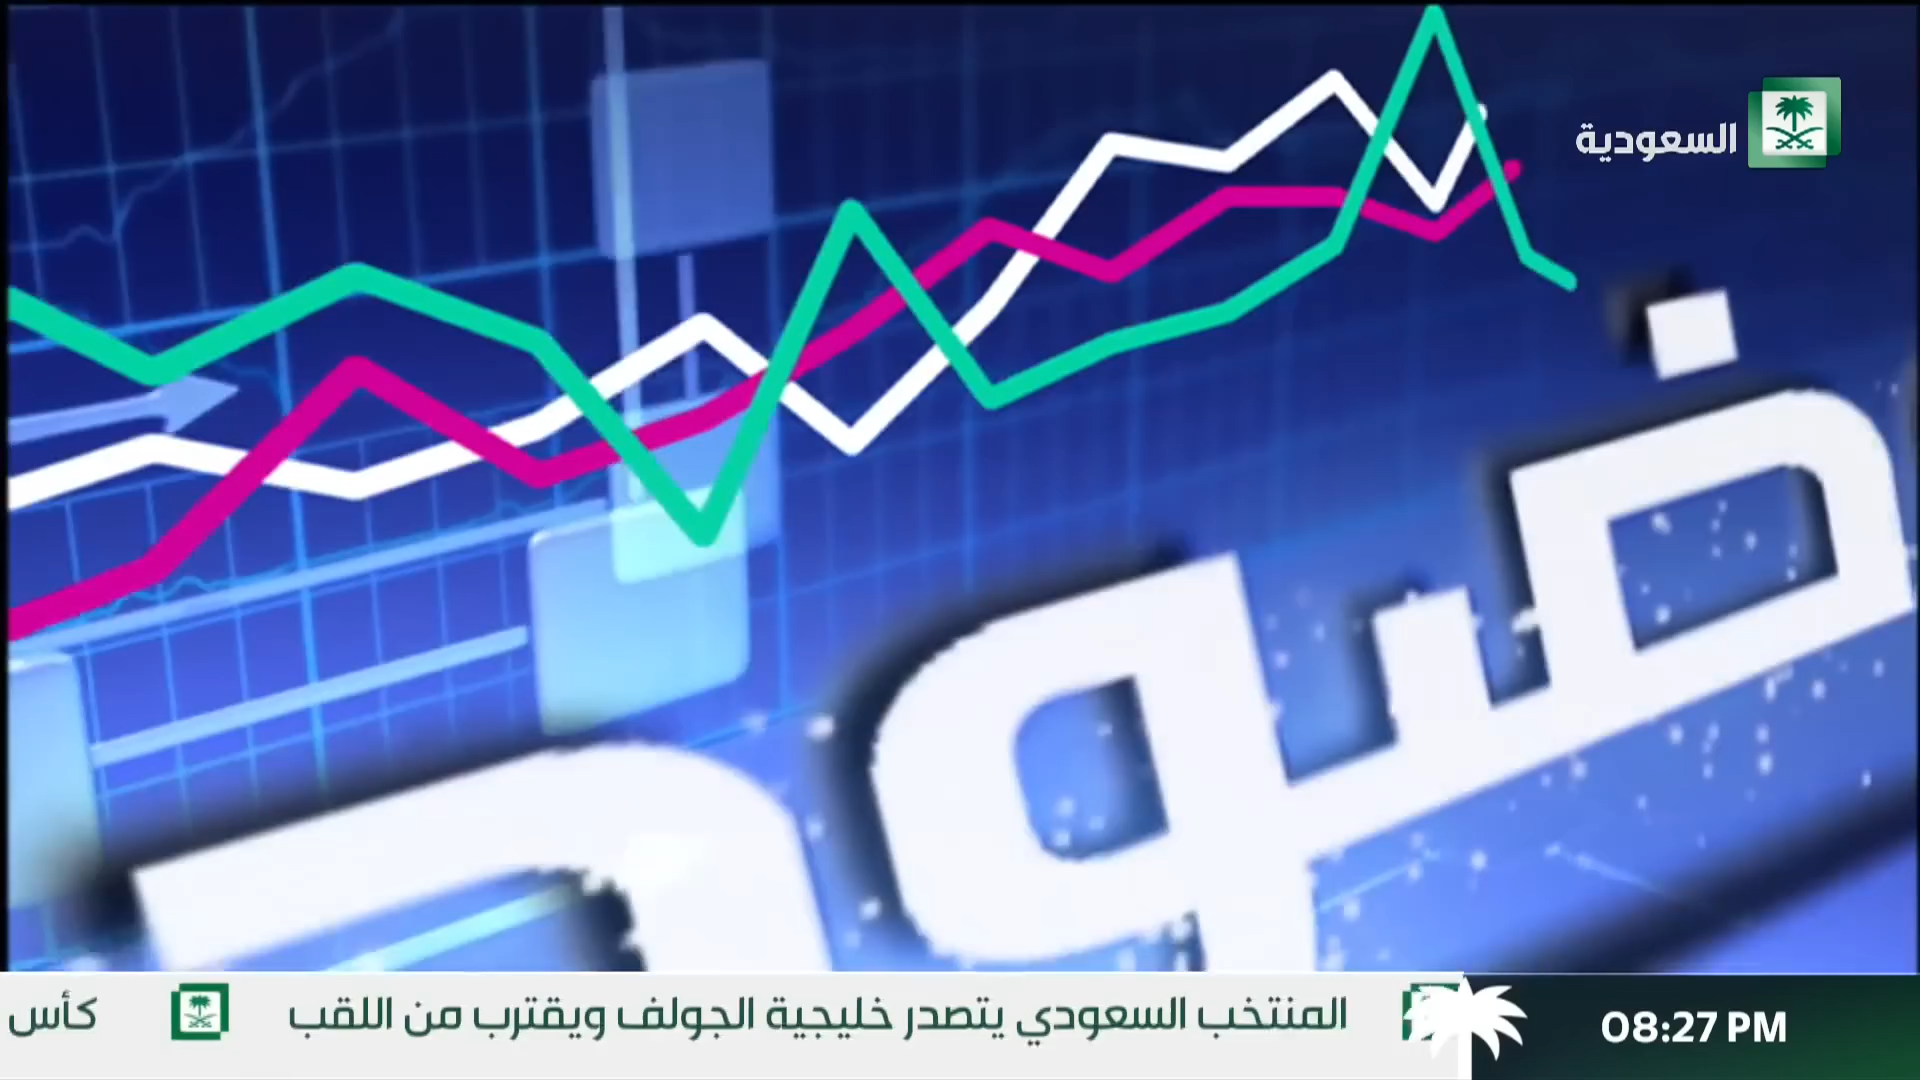 السعودية
المنتخب السعودي يتصدر خليجية الجولف ويقترب من اللقب
كأس
08:27 PM